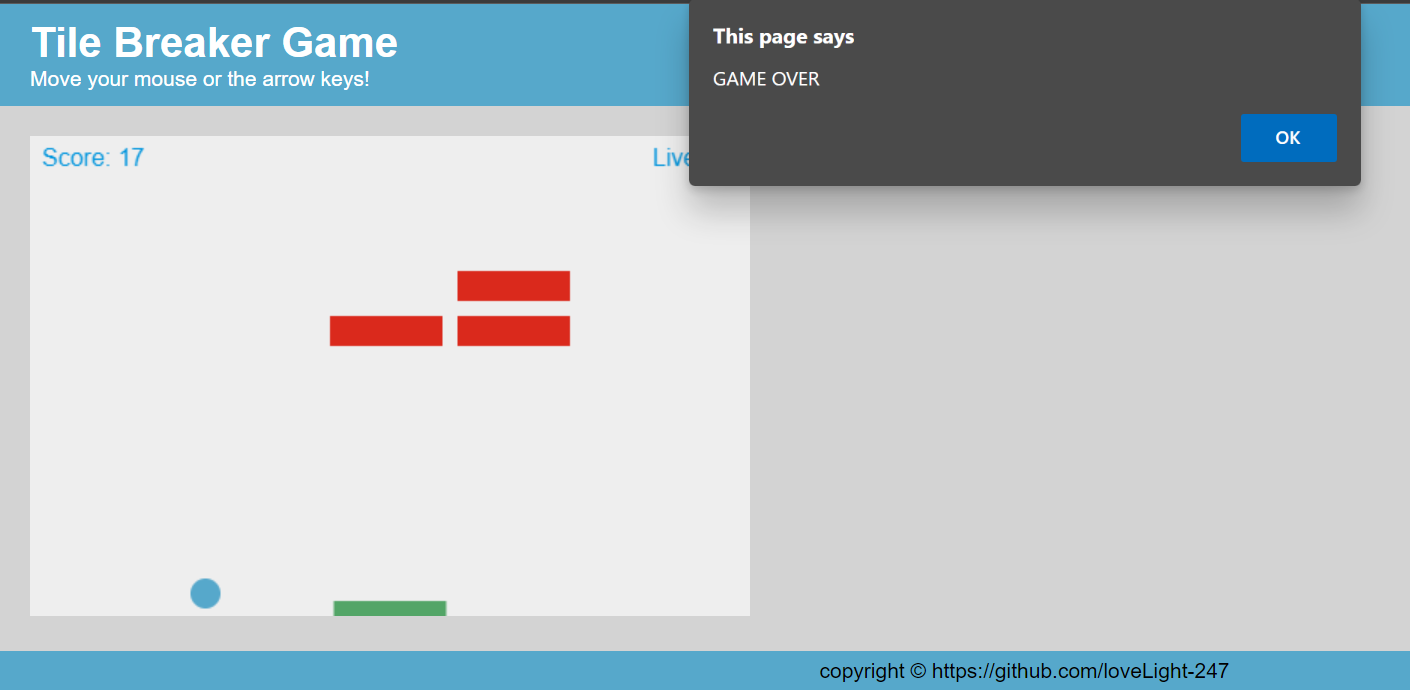 Tile Breaker Game
Move your mouse or the arrow keys!
This page says
GAME OVER
OK
Score: 17
copyright © https://github.com/loveLight-247